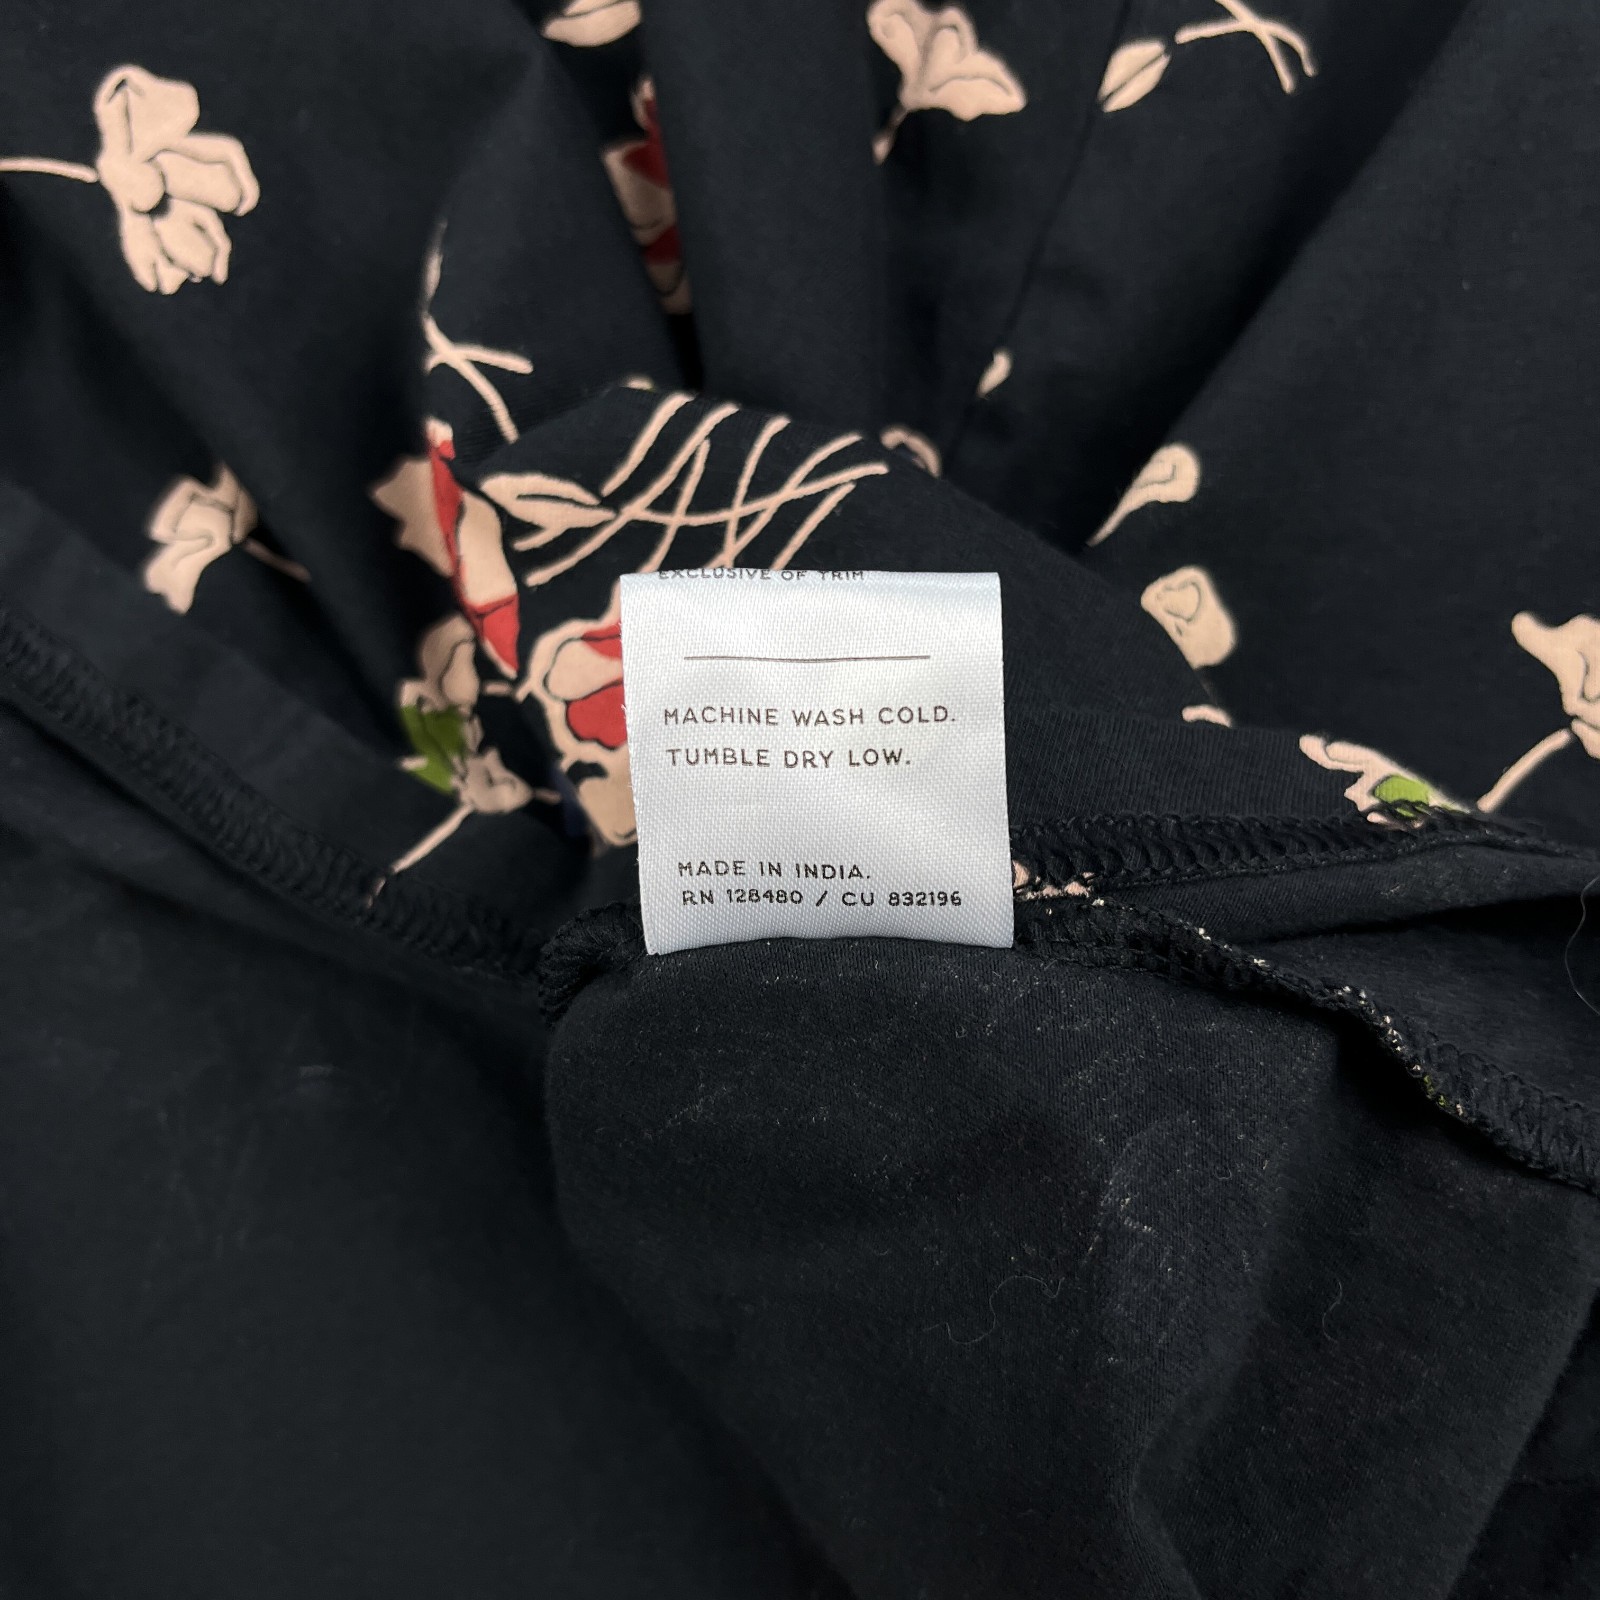 EXCLUSIVE OF TRIM
MACHINE WASH COLD.
TUMBLE DRY LOW.
MADE IN INDIA.
RN 128480 / CU 832196